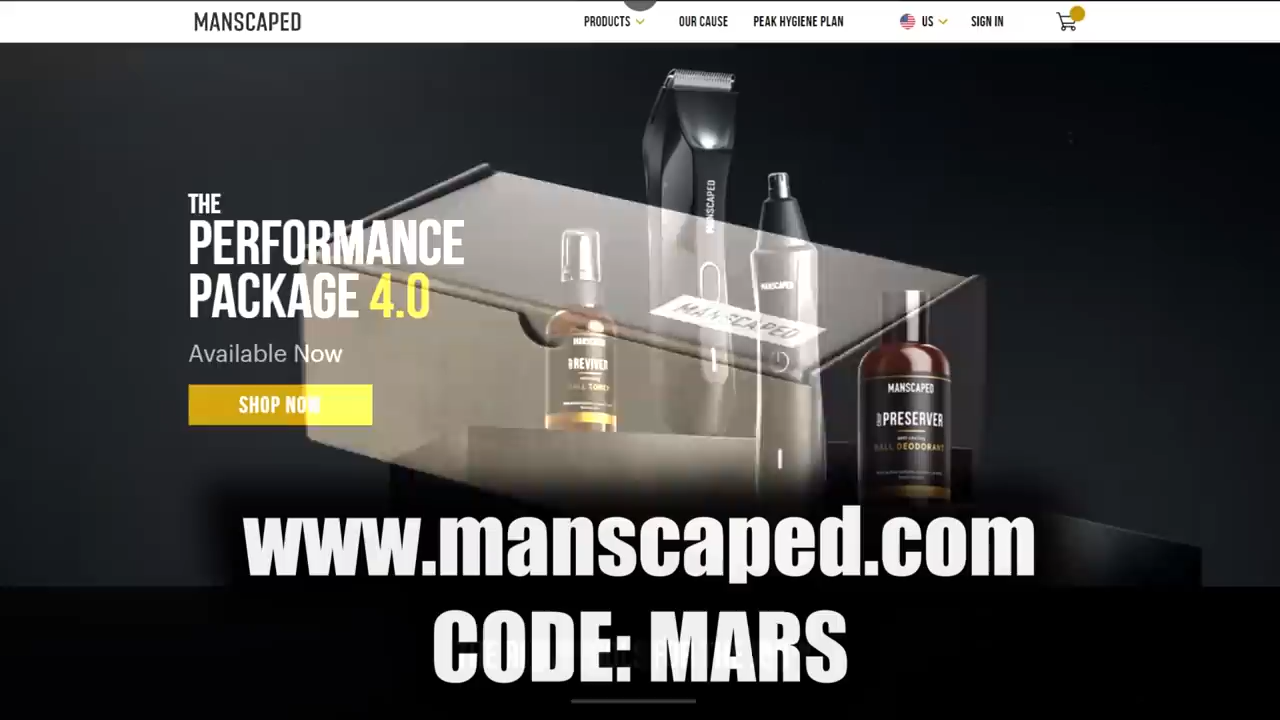 MANSCAPED
PRODUCTS
OUR CAUSE
PEAK HYGIENE PLAN
US
SIGN IN
THE
PERFORMANCE
PACKAGE 4.0
Available Now
SHOP NOW
MANSCAPED
MANSCAPED
MANSCAPED
MANSCAPED
REVIVER
BALL TONER
MANSCAPED
PRESERVER
BALL DEODORANT
www.manscaped.com
CODE: MARS